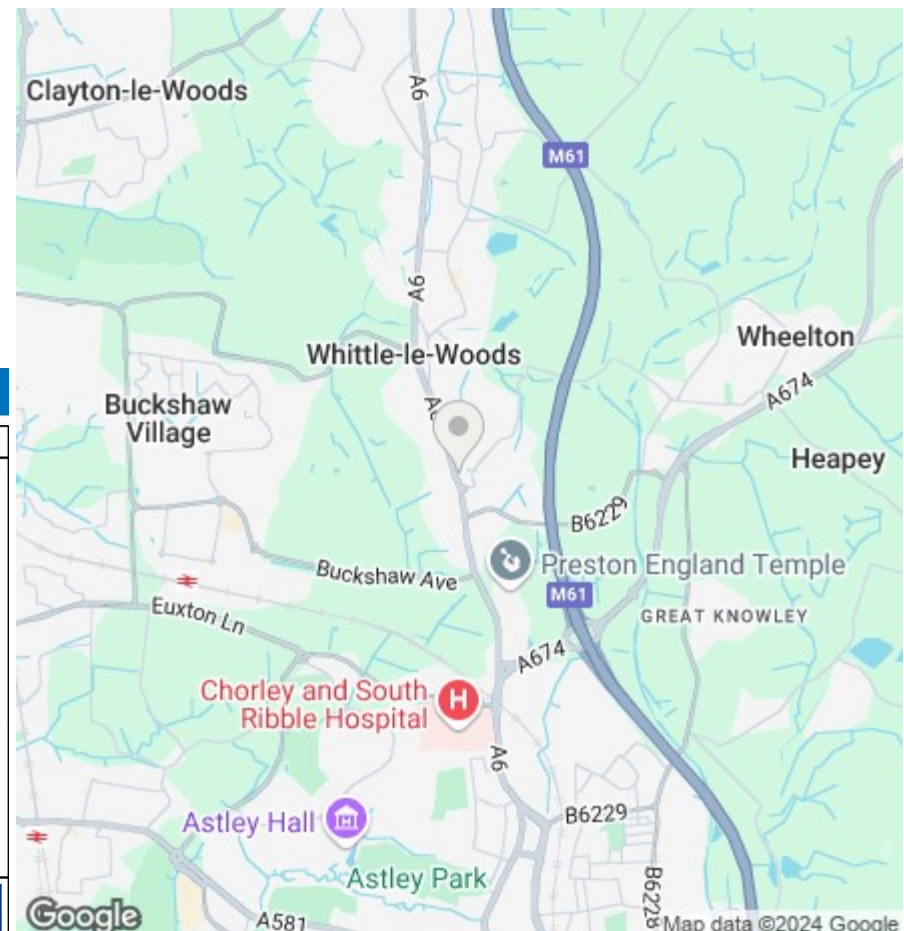 A6
Clayton-le-Woods
M61
A6
Whittle-le-Woods
Wheelton
A674
Buckshaw
Village
Heapey
B6229
Buckshaw Ave
Preston England Temple
M61
GREAT KNOWLEY
Euxton Ln
A674
Chorley and South
Ribble Hospital
H
A6
B6229
Astley Hall
Astley Park
B6228
A581
Google
Map data ©2024 Google